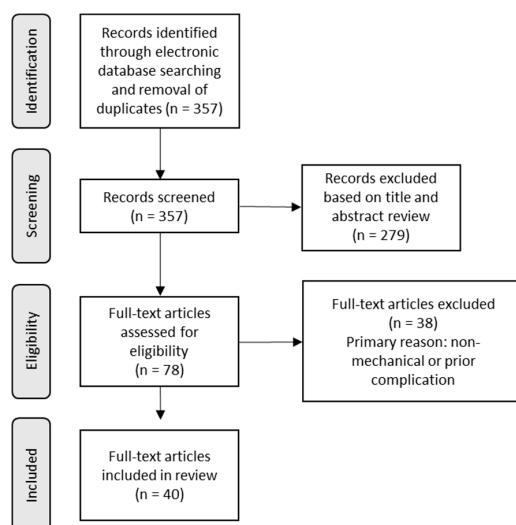 Identification
Records identified
through electronic
database searching
and removal of
duplicates (n = 357)
Screening
Records screened
(n = 357)
Records excluded
based on title and
abstract review
(n = 279)
Eligibility
Full-text articles
assessed for
eligibility
(n = 78)
Full-text articles excluded
(n = 38)
Primary reason: non-
mechanical or prior
complication
Included
Full-text articles
included in review
(n = 40)